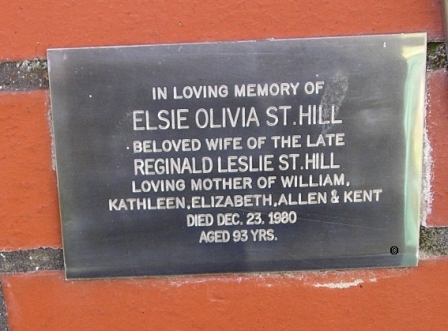 IN LOVING MEMORY OF
ELSIE OLIVIA ST. HILL
BELOVED WIFE OF THE LATE
REGINALD LESLIE ST. HILL
LOVING MOTHER OF WILLIAM,
KATHLEEN, ELIZABETH, ALLEN & KENT
DIED DEC. 23. 1980
AGED 93 YRS.